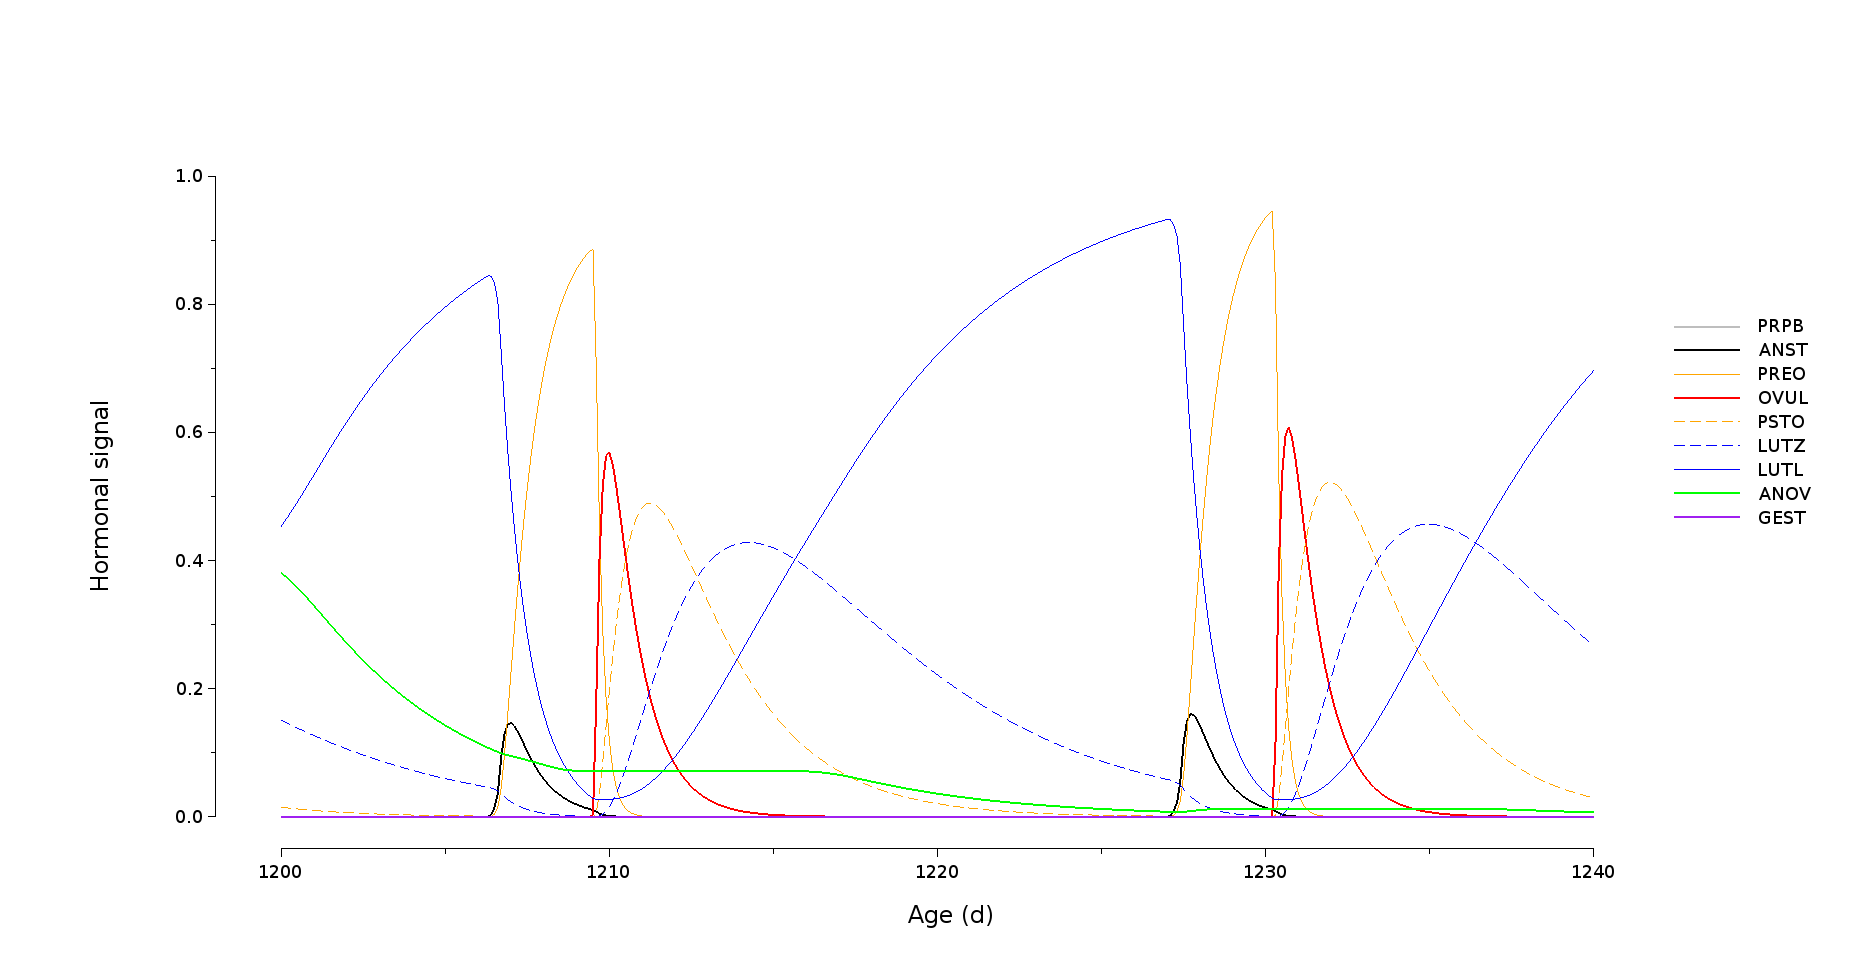 1.0
0.8
0.6
0.4
0.2
0.0
Hormonal signal
1200 1210 1220 1230 1240
Age (d)
PRPB
ANST
PREO
OVUL
PSTO
LUTZ
LUTL
ANOV
GEST